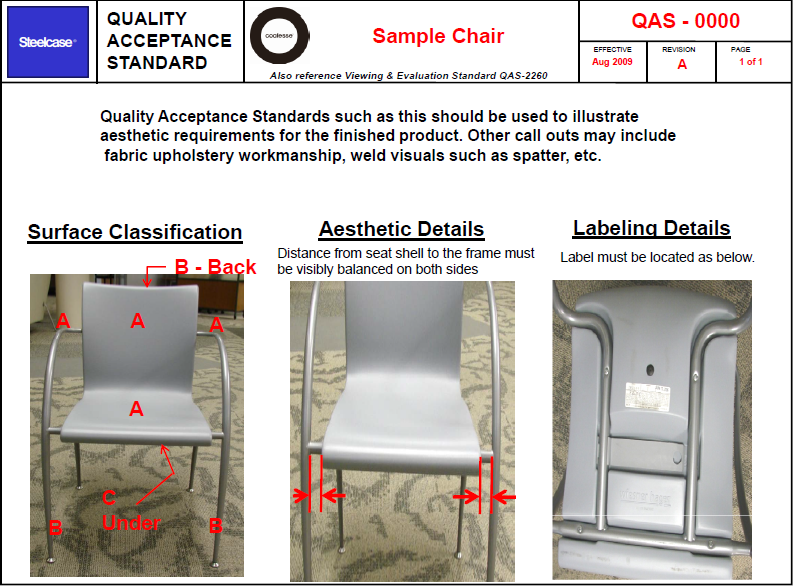 Steelcase®
QUALITY
ACCEPTANCE
STANDARD
coalesse
Sample Chair
Also reference Viewing & Evaluation Standard QAS-2260
QAS - 0000
EFFECTIVE
Aug 2009
REVISION
A
PAGE
1 of 1
Quality Acceptance Standards such as this should be used to illustrate
aesthetic requirements for the finished product. Other call outs may include
fabric upholstery workmanship, weld visuals such as spatter, etc.
Surface Classification
B - Back
A
A
A
A
C
Under
B
B
Aesthetic Details
Distance from seat shell to the frame must
be visibly balanced on both sides
Labeling Details
Label must be located as below.